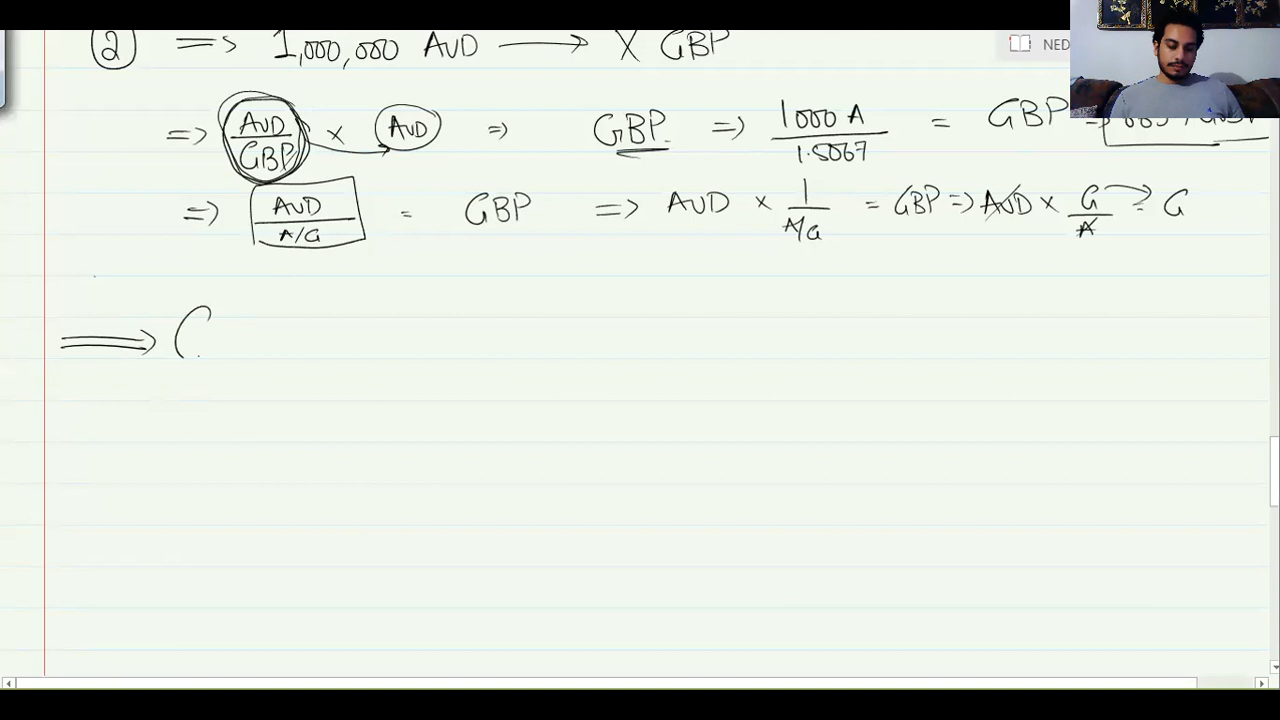 ② => 1,000,000 AUD → X GBP
NED
=> AUD/GBP × AUD => GBP => 1000 A / 1.5067 = GBP
=> AUD / A/G = GBP => AUD × 1 / A/G = GBP => AUD × G/A = G
=> C